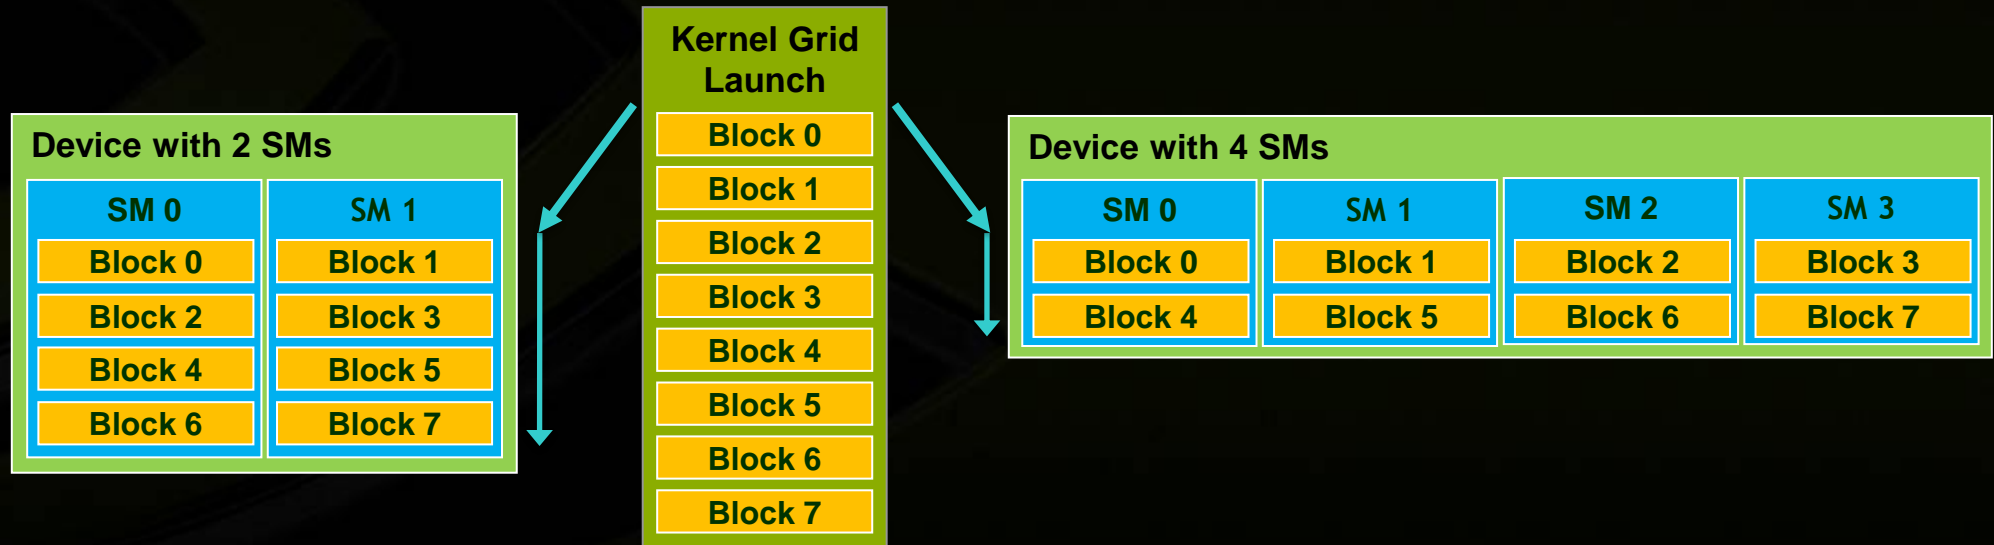 Device with 2 SMs
SM 0
Block 0
Block 2
Block 4
Block 6
SM 1
Block 1
Block 3
Block 5
Block 7
Kernel Grid
Launch
Block 0
Block 1
Block 2
Block 3
Block 4
Block 5
Block 6
Block 7
Device with 4 SMs
SM 0
Block 0
Block 4
SM 1
Block 1
Block 5
SM 2
Block 2
Block 6
SM 3
Block 3
Block 7